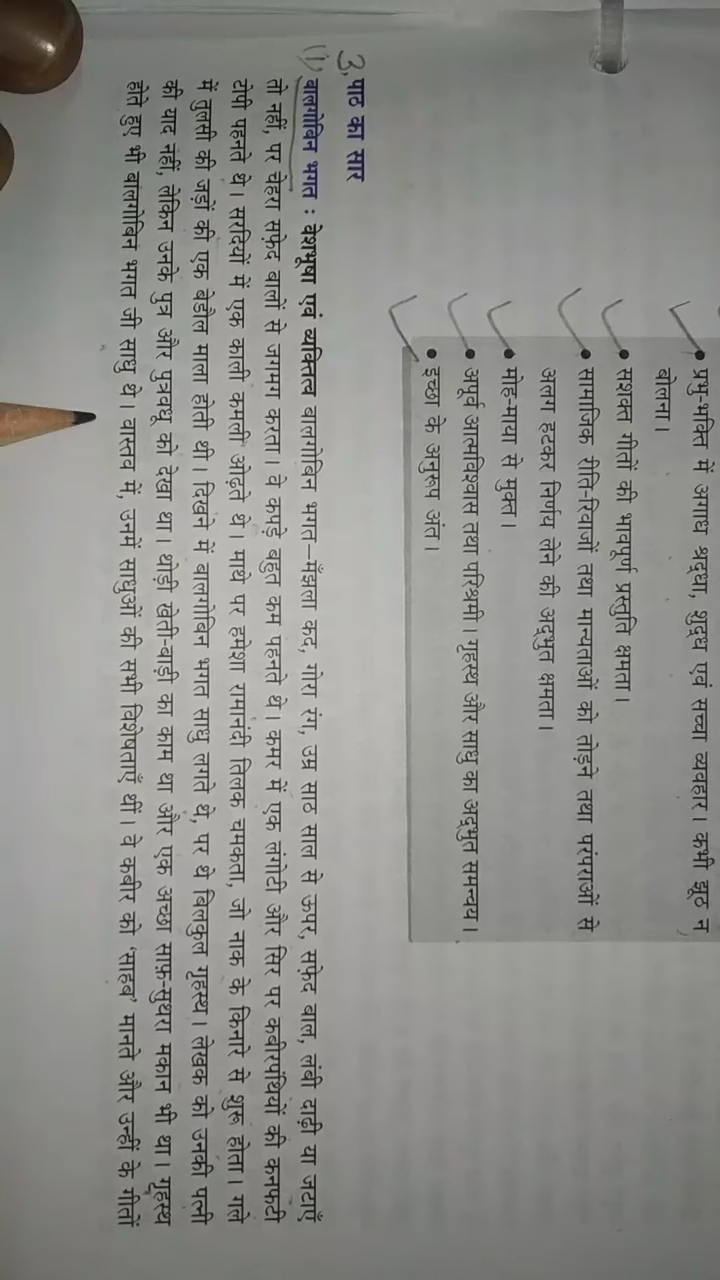 • प्रभु-भक्ति में अगाध श्रद्धा, शुद्ध एवं सच्चा व्यवहार। कभी झूठ न
बोलना।
• सशक्त गीतों की भावपूर्ण प्रस्तुति क्षमता।
• सामाजिक रीति-रिवाजों तथा मान्यताओं को तोड़ने तथा परंपराओं से
अलग हटकर निर्णय लेने की अद्भुत क्षमता।
• मोह-माया से मुक्त।
• अपूर्व आत्मविश्वास तथा परिश्रमी। गृहस्थ और साधु का अद्भुत समन्वय।
• इच्छा के अनुरूप अंत।
3. पाठ का सार
(1) बालगोबिन भगत : वेशभूषा एवं व्यक्तित्व बालगोबिन भगत—मँझला कद, गोरा रंग, उम्र साठ साल से ऊपर, सफ़ेद बाल, लंबी दाढ़ी या जटाएँ
तो नहीं, पर चेहरा सफ़ेद बालों से जगमग करता। वे कपड़े बहुत कम पहनते थे। कमर में एक लंगोटी और सिर पर कबीरपंथियों की कनफटी
टोपी पहनते थे। सरदियों में एक काली कमली ओढ़ते थे। माथे पर हमेशा रामानंदी तिलक चमकता, जो नाक के किनारे से शुरू होता। गले
में तुलसी की जड़ों की एक बेडौल माला होती थी। दिखने में बालगोबिन भगत साधु लगते थे, पर थे बिलकुल गृहस्थ। लेखक को उनकी पत्नी
की याद नहीं, लेकिन उनके पुत्र और पुत्रवधू को देखा था। थोड़ी खेती-बाड़ी का काम था और एक अच्छा साफ़-सुथरा मकान भी था। गृहस्थ
होते हुए भी बालगोबिन भगत जी साधु थे। वास्तव में, उनमें साधुओं की सभी विशेषताएँ थीं। वे कबीर को 'साहब' मानते और उन्हीं के गीतों